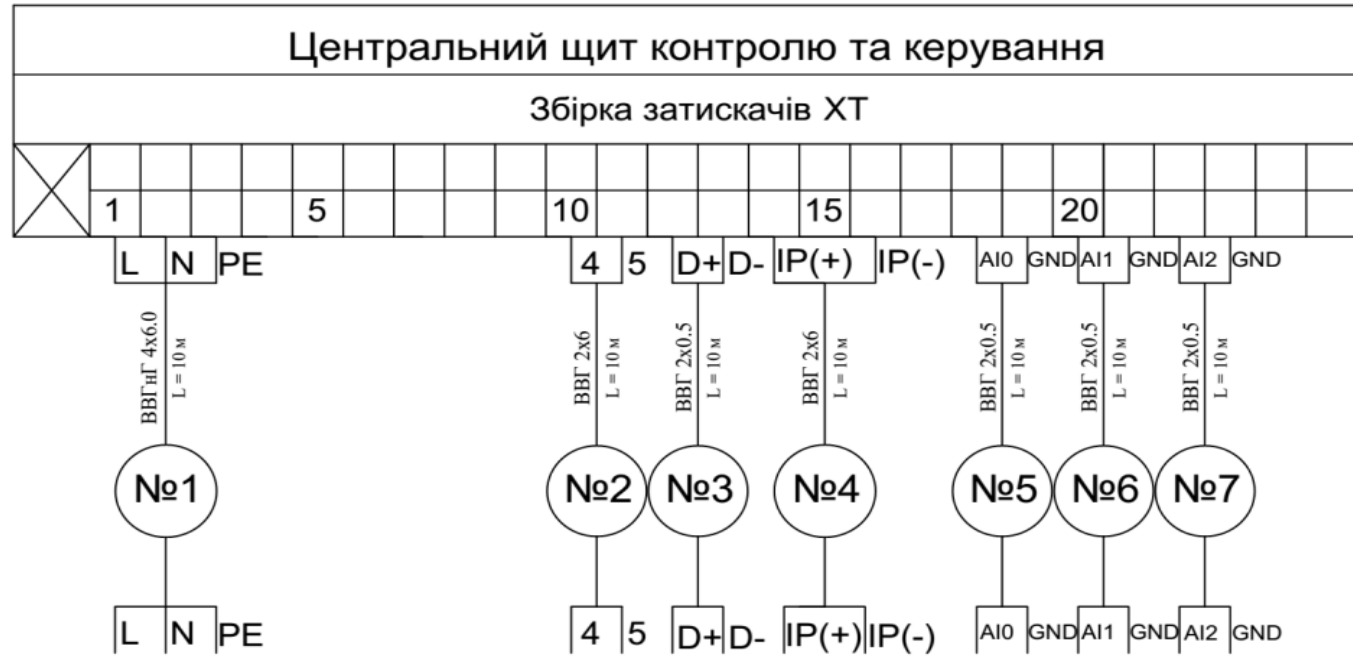 Центральний щит контролю та керування
Збірка затискачів ХТ
1 5 10 15 20
L N PE 4 5 D+ D- IP(+) IP(-) AI0 GND AI1 GND AI2 GND
ВВГнГ 4х6.0
L = 10 м
ВВГ 2х6
L = 10 м
ВВГ 2х0.5
L = 10 м
ВВГ 2х6
L = 10 м
ВВГ 2х0.5
L = 10 м
ВВГ 2х0.5
L = 10 м
ВВГ 2х0.5
L = 10 м
№1 №2 №3 №4 №5 №6 №7
L N PE 4 5 D+ D- IP(+) IP(-) AI0 GND AI1 GND AI2 GND